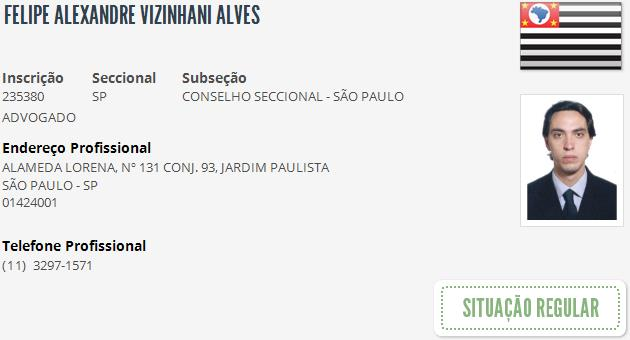 FELIPE ALEXANDRE VIZINHANI ALVES
Inscrição Seccional Subseção
235380 SP CONSELHO SECCIONAL - SÃO PAULO
ADVOGADO
Endereço Profissional
ALAMEDA LORENA, Nº 131 CONJ. 93, JARDIM PAULISTA
SÃO PAULO - SP
01424001
Telefone Profissional
(11) 3297-1571
SITUAÇÃO REGULAR